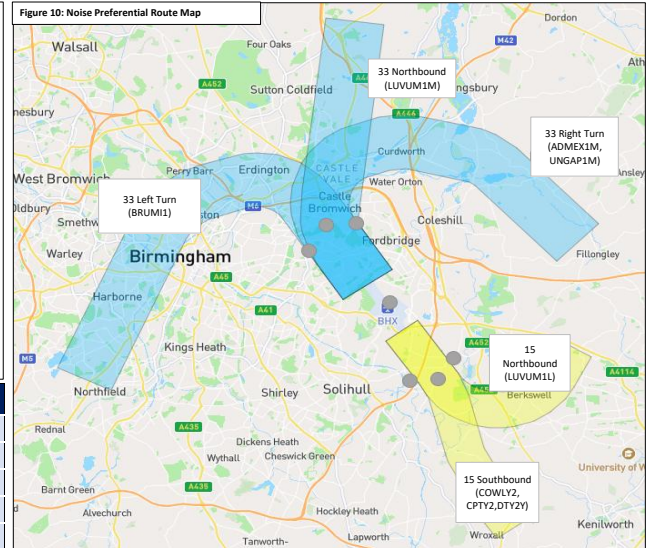 Figure 10: Noise Preferential Route Map
Dordon
Walsall
Four Oaks
M42
Ath
A452
Sutton Coldfield
33 Northbound
(LUVUM1M)
ngsbury
nesbury
A446
33 Right Turn
(ADMEX1M,
UNGAP1M)
Curdworth
Perry Barr
Erdington
CASTLE
VALE
Water Orton
Ansley
West Bromwich
33 Left Turn
(BRUMI1)
Castle
Bromwich
ldbury
Smethw
ston
M6
Coleshill
Warley
Birmingham
Fordbridge
Fillongley
A45
Harborne
A41
BHX
M5
Kings Heath
A452
15
Northbound
(LUVUM1L)
A4114
Northfield
Shirley
Solihull
A45
Berkswell
Rednal
A435
Dickens Heath
Wythall
Cheswick Green
15 Southbound
(COWLY2,
CPTY2,DTY2Y)
University of W
Barnt Green
A435
Alvechurch
Hockley Heath
Kenilworth
Tanworth-
Lapworth
Wroxall